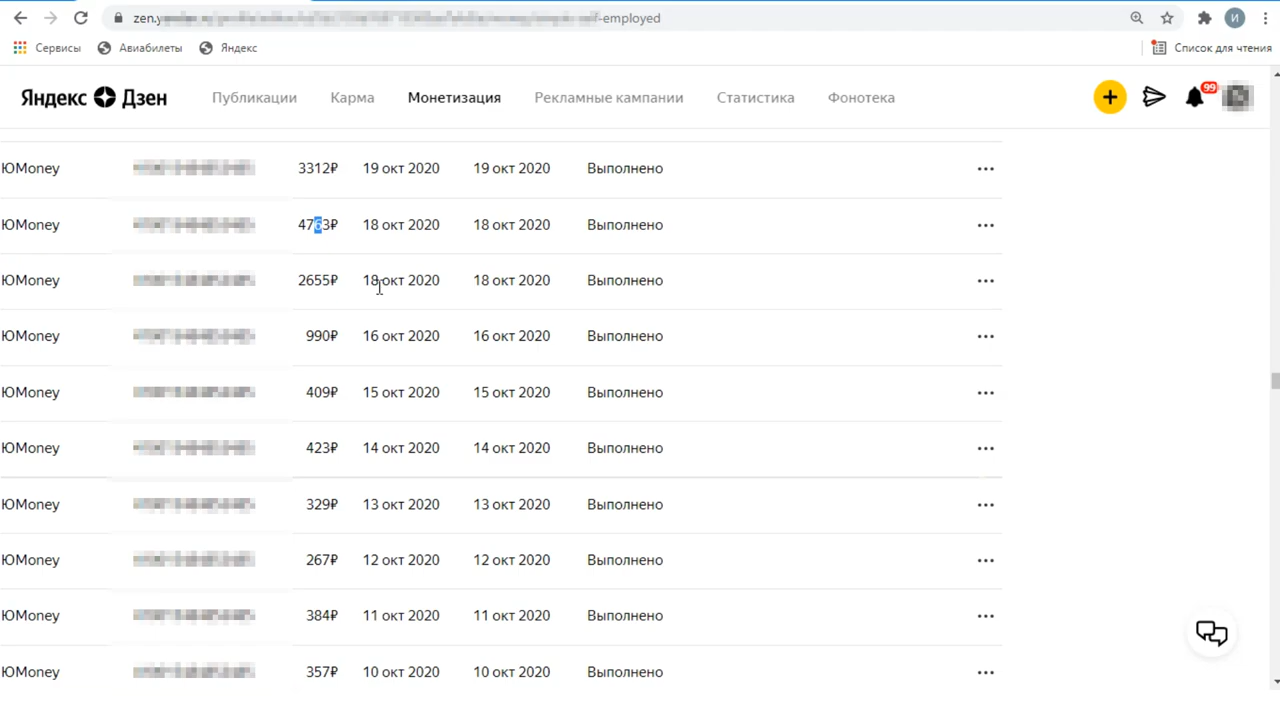 zen.y -self-employed
И
Сервисы Авиабилеты Яндекс Список для чтения
Яндекс Дзен Публикации Карма Монетизация Рекламные кампании Статистика Фонотека + 99
ЮMoney 3312₽ 19 окт 2020 19 окт 2020 Выполнено
ЮMoney 4763₽ 18 окт 2020 18 окт 2020 Выполнено
ЮMoney 2655₽ 18 окт 2020 18 окт 2020 Выполнено
ЮMoney 990₽ 16 окт 2020 16 окт 2020 Выполнено
ЮMoney 409₽ 15 окт 2020 15 окт 2020 Выполнено
ЮMoney 423₽ 14 окт 2020 14 окт 2020 Выполнено
ЮMoney 329₽ 13 окт 2020 13 окт 2020 Выполнено
ЮMoney 267₽ 12 окт 2020 12 окт 2020 Выполнено
ЮMoney 384₽ 11 окт 2020 11 окт 2020 Выполнено
ЮMoney 357₽ 10 окт 2020 10 окт 2020 Выполнено